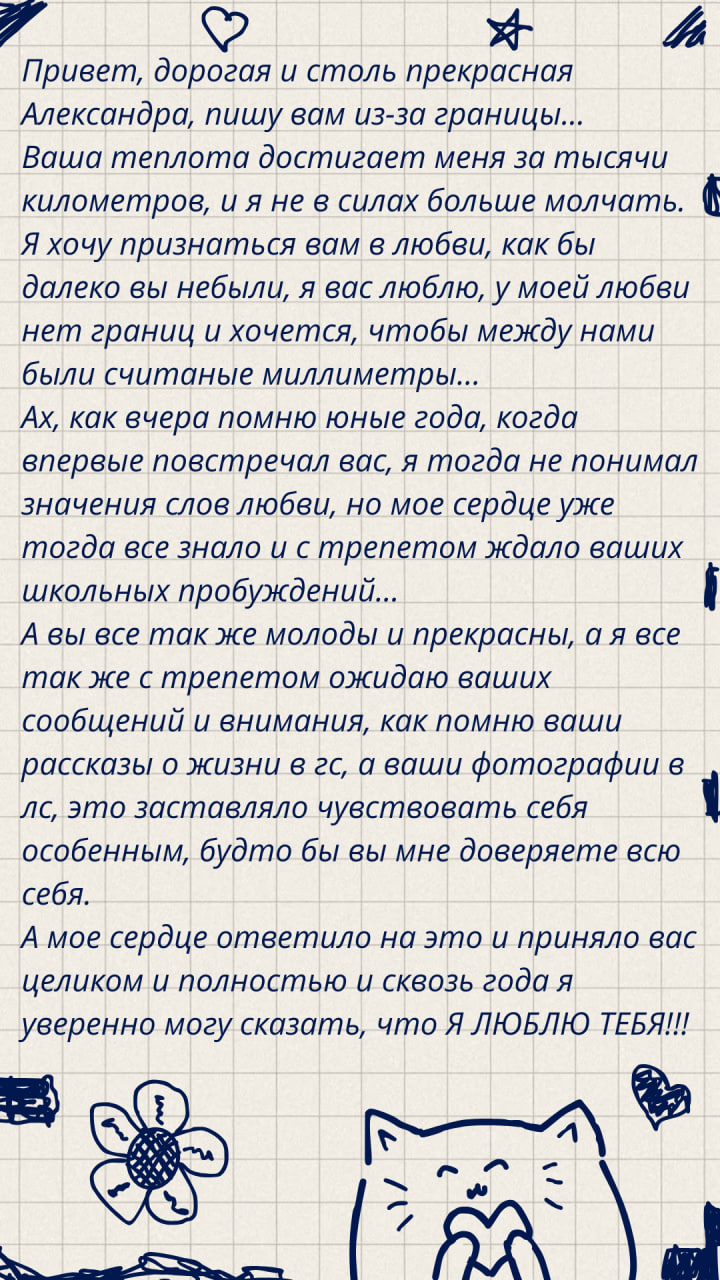 Привет, дорогая и столь прекрасная
Александра, пишу вам из-за границы...
Ваша теплота достигает меня за тысячи
километров, и я не в силах больше молчать.
Я хочу признаться вам в любви, как бы
далеко вы небыли, я вас люблю, у моей любви
нет границ и хочется, чтобы между нами
были считаные миллиметры...
Ах, как вчера помню юные года, когда
впервые повстречал вас, я тогда не понимал
значения слов любви, но мое сердце уже
тогда все знало и с трепетом ждало ваших
школьных пробуждений...
А вы все так же молоды и прекрасны, а я все
так же с трепетом ожидаю ваших
сообщений и внимания, как помню ваши
рассказы о жизни в гс, а ваши фотографии в
лс, это заставляло чувствовать себя
особенным, будто бы вы мне доверяете всю
себя.
А мое сердце ответило на это и приняло вас
целиком и полностью и сквозь года я
уверенно могу сказать, что Я ЛЮБЛЮ ТЕБЯ!!!